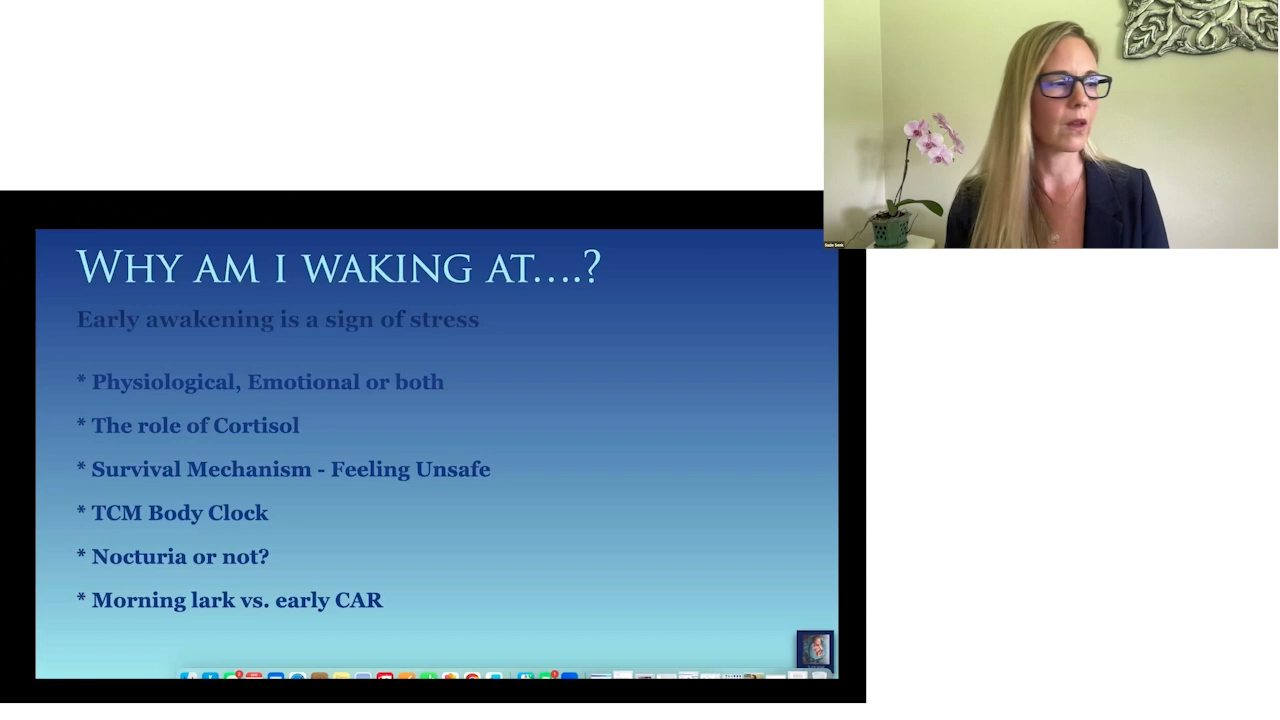 WHY AM I WAKING AT....?
Early awakening is a sign of stress
* Physiological, Emotional or both
* The role of Cortisol
* Survival Mechanism - Feeling Unsafe
* TCM Body Clock
* Nocturia or not?
* Morning lark vs. early CAR